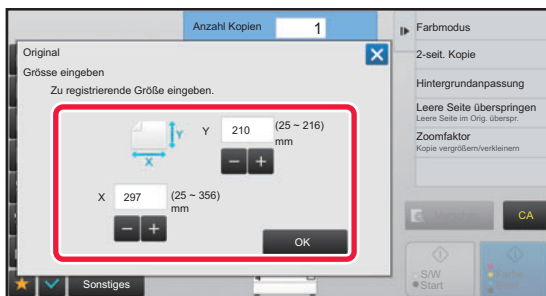 Anzahl Kopien 1
Original
Grösse eingeben
Zu registrierende Größe eingeben.
Y
X
Y 210 (25 ~ 216)
mm
X 297 (25 ~ 356)
mm
OK
Sonstiges
Farbmodus
2-seit. Kopie
Hintergrundanpassung
Leere Seite überspringen
Leere Seite im Orig. überspr.
Zoomfaktor
Kopie vergrößern/verkleinern
CA
S/W
Start
Start